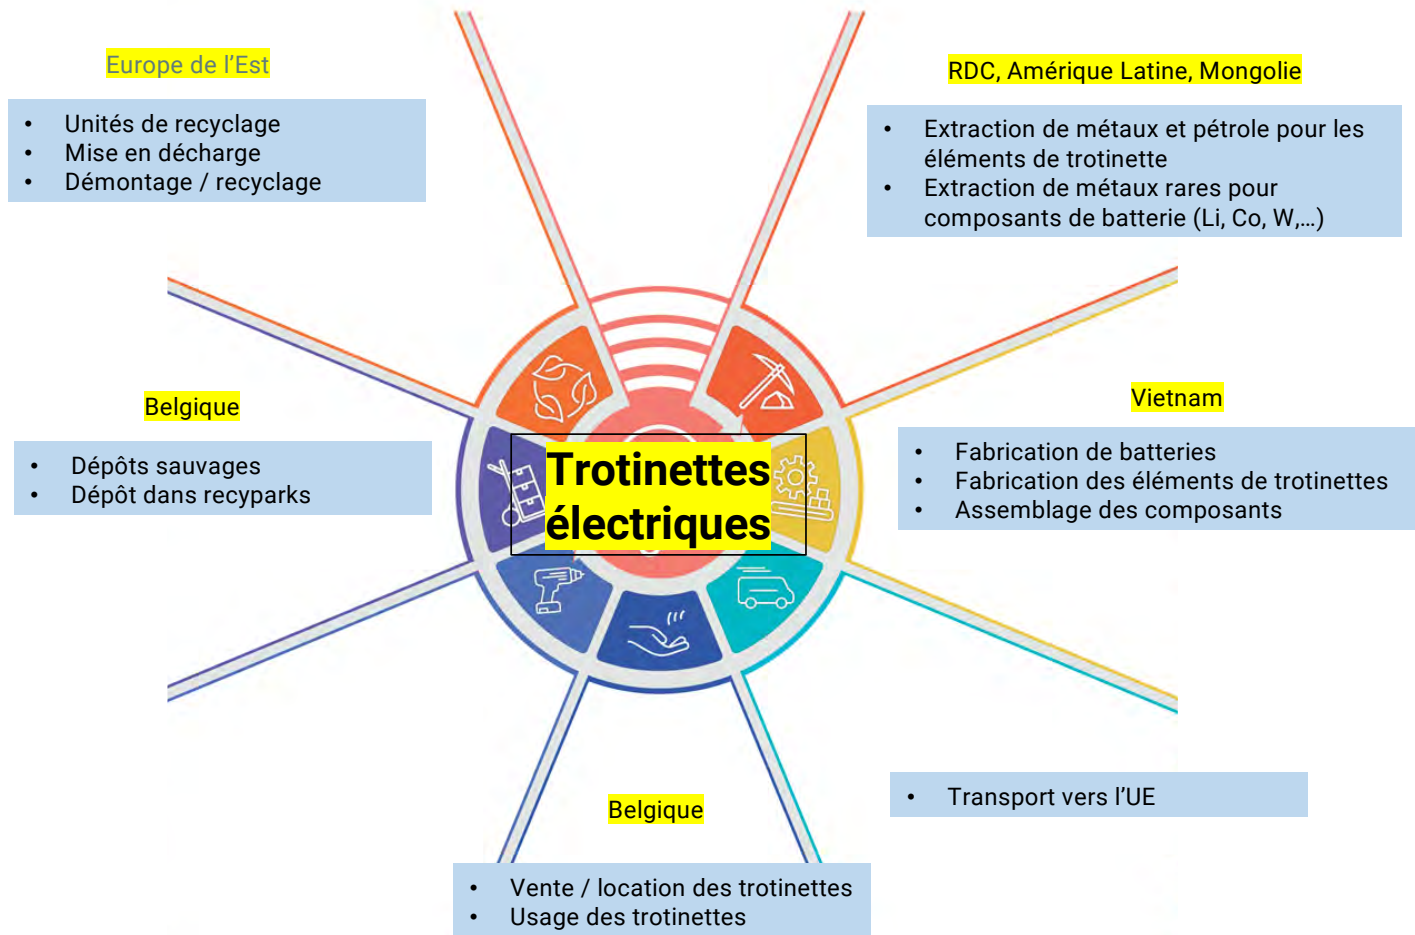 Europe de l'Est
• Unités de recyclage
• Mise en décharge
• Démontage / recyclage
RDC, Amérique Latine, Mongolie
• Extraction de métaux et pétrole pour les
éléments de trotinette
• Extraction de métaux rares pour
composants de batterie (Li, Co, W,...)
Belgique
• Dépôts sauvages
• Dépôt dans recyparks
Trotinettes
électriques
Vietnam
• Fabrication de batteries
• Fabrication des éléments de trotinettes
• Assemblage des composants
Belgique
• Vente / location des trotinettes
• Usage des trotinettes
• Transport vers l'UE